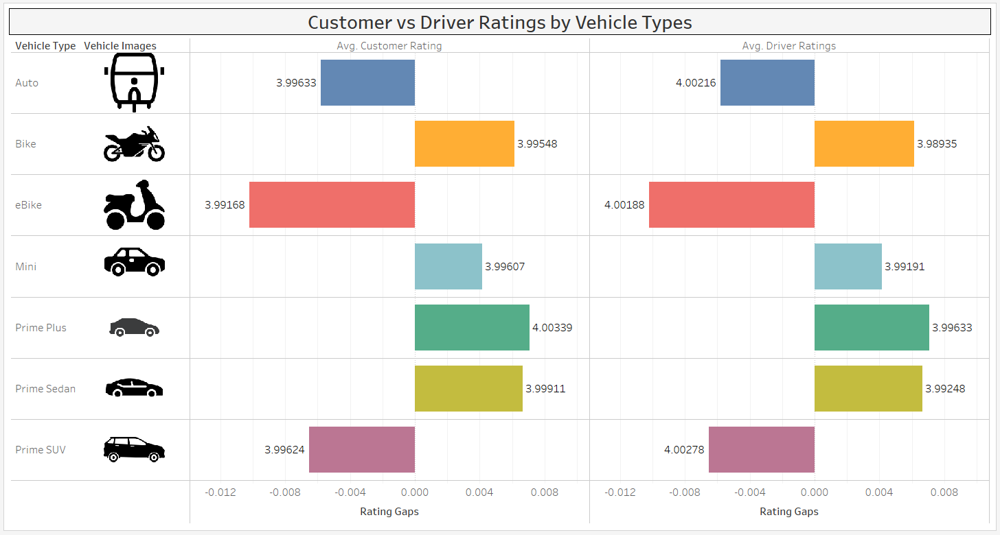 Customer vs Driver Ratings by Vehicle Types
Vehicle Type Vehicle Images Avg. Customer Rating Avg. Driver Ratings
Auto 3.99633 4.00216
Bike 3.99548 3.98935
eBike 3.99168 4.00188
Mini 3.99607 3.99191
Prime Plus 4.00339 3.99633
Prime Sedan 3.99911 3.99248
Prime SUV 3.99624 4.00278
-0.012 -0.008 -0.004 0.000 0.004 0.008 -0.012 -0.008 -0.004 0.000 0.004 0.008
Rating Gaps Rating Gaps